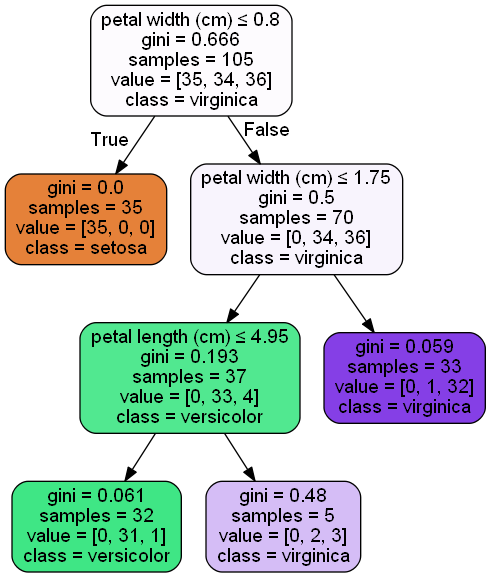 petal width (cm) ≤ 0.8
gini = 0.666
samples = 105
value = [35, 34, 36]
class = virginica
True
False
gini = 0.0
samples = 35
value = [35, 0, 0]
class = setosa
petal width (cm) ≤ 1.75
gini = 0.5
samples = 70
value = [0, 34, 36]
class = virginica
petal length (cm) ≤ 4.95
gini = 0.193
samples = 37
value = [0, 33, 4]
class = versicolor
gini = 0.059
samples = 33
value = [0, 1, 32]
class = virginica
gini = 0.061
samples = 32
value = [0, 31, 1]
class = versicolor
gini = 0.48
samples = 5
value = [0, 2, 3]
class = virginica